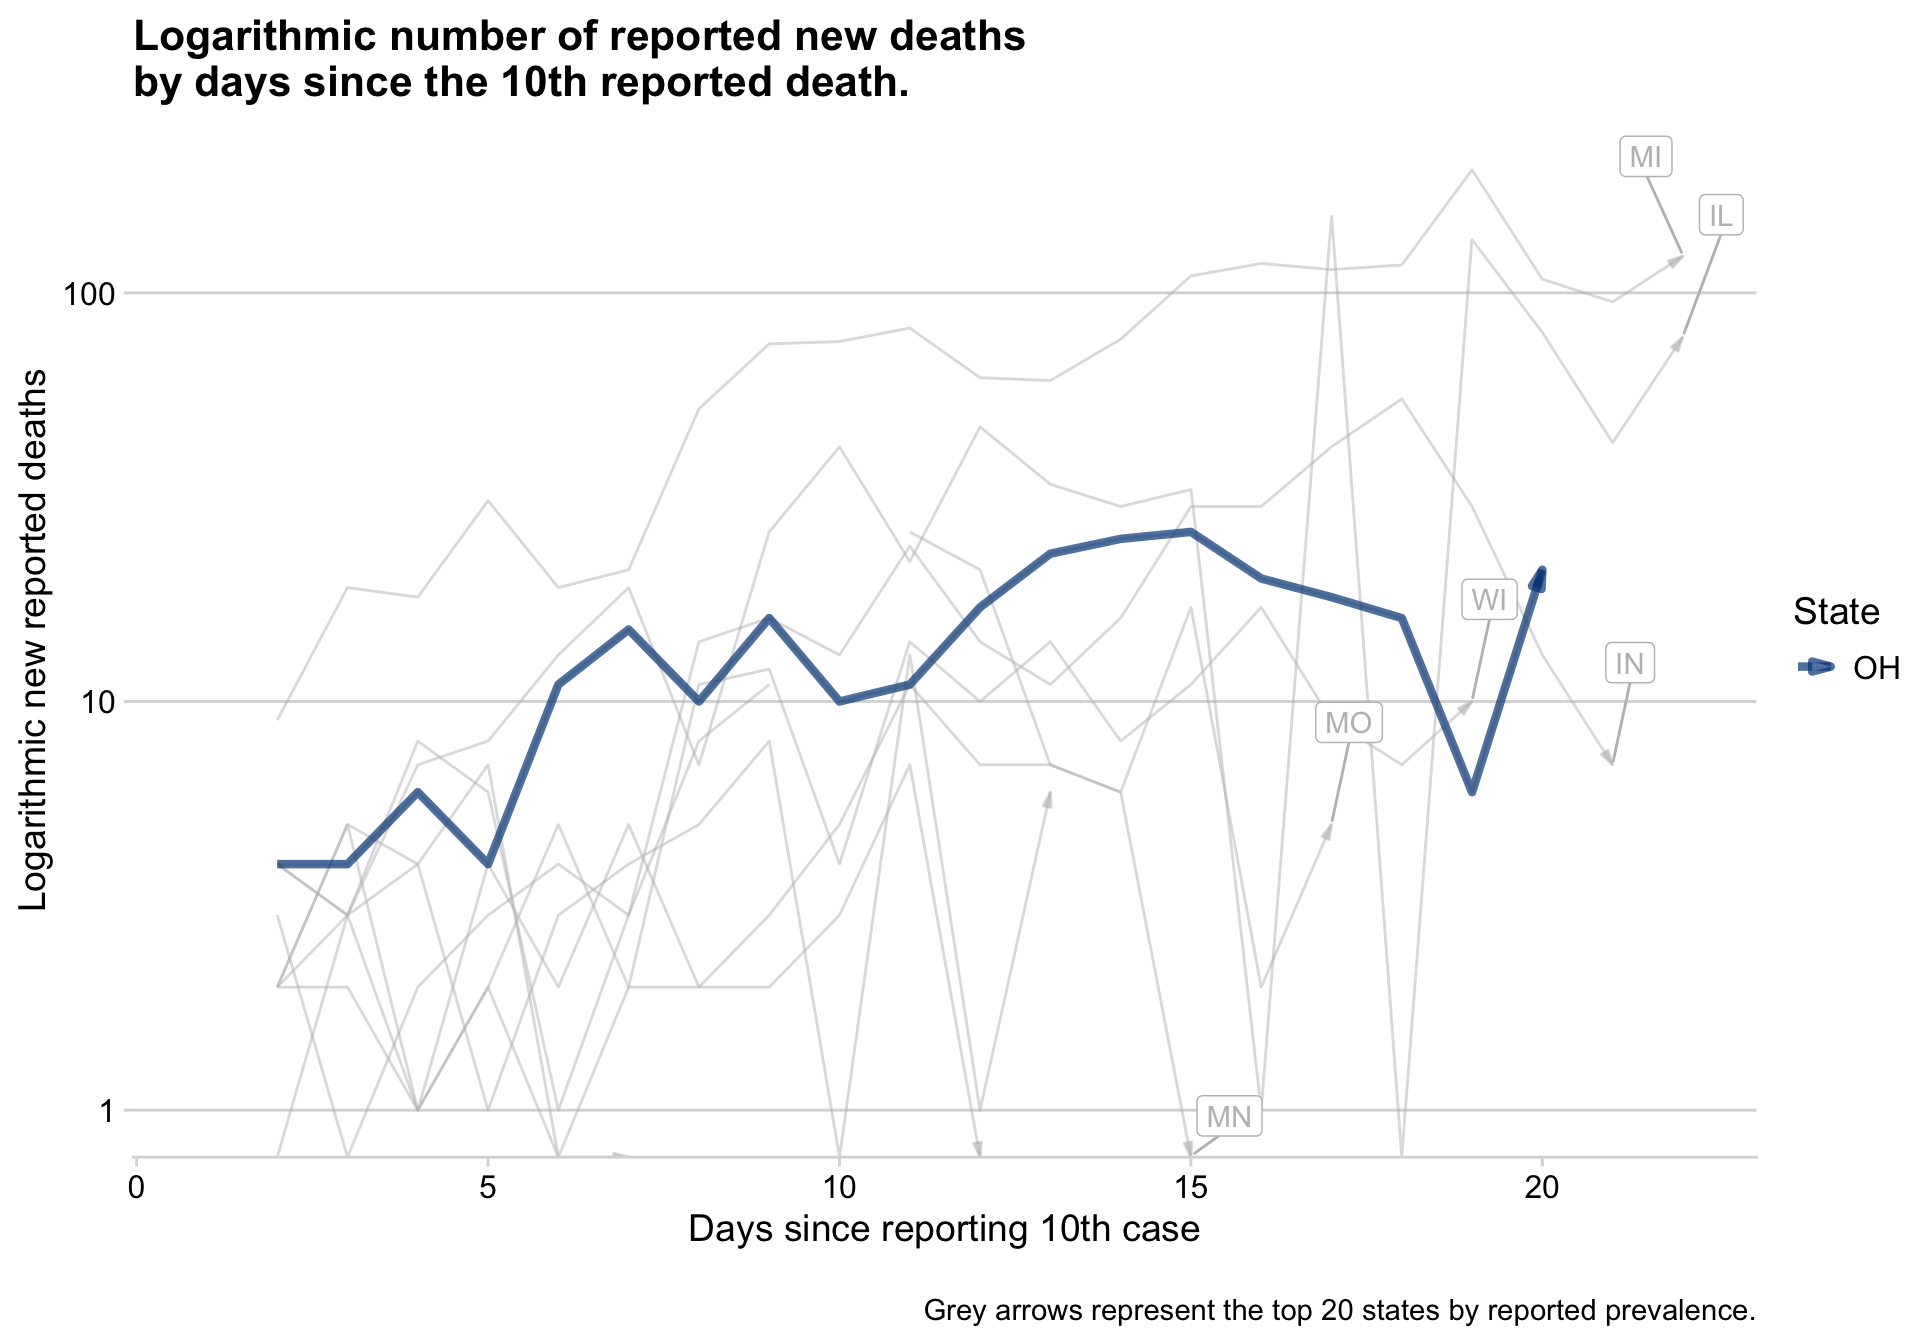 Logarithmic number of reported new deaths
by days since the 10th reported death.
MI
IL
100
WI
IN
MO
10
MN
1
0 5 10 15 20
Logarithmic new reported deaths
Days since reporting 10th case
State
OH
Grey arrows represent the top 20 states by reported prevalence.